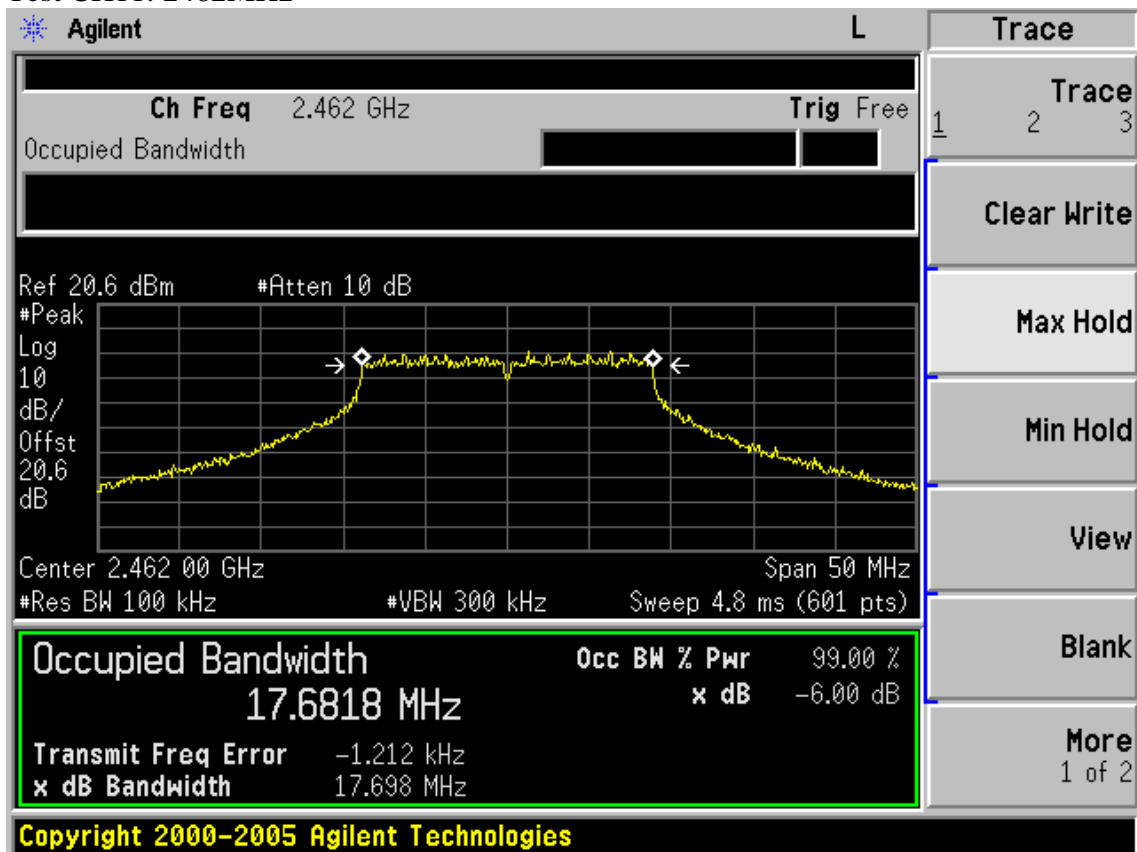 Agilent L Trace
Ch Freq 2.462 GHz Trig Free
Occupied Bandwidth
Trace
1 2 3
Clear Write
Max Hold
Min Hold
View
Blank
More
1 of 2
Ref 20.6 dBm #Atten 10 dB
#Peak
Log
10
dB/
Offst
20.6
dB
Center 2.462 00 GHz Span 50 MHz
#Res BW 100 kHz #VBW 300 kHz Sweep 4.8 ms (601 pts)
Occupied Bandwidth Occ BW % Pwr 99.00 %
17.6818 MHz x dB -6.00 dB
Transmit Freq Error -1.212 kHz
x dB Bandwidth 17.698 MHz
Copyright 2000-2005 Agilent Technologies